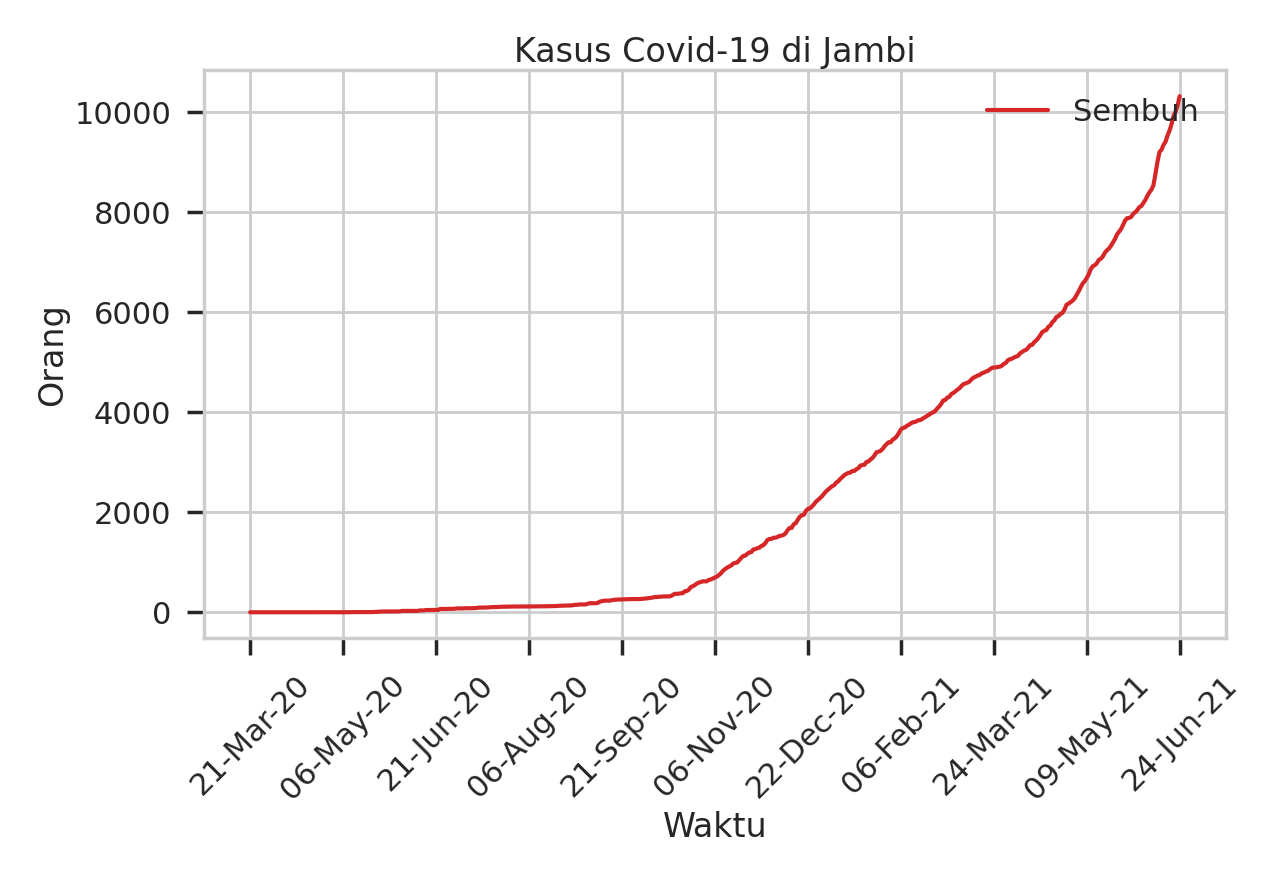 Kasus Covid-19 di Jambi
Sembuh
Orang
10000
8000
6000
4000
2000
0
21-Mar-20
06-May-20
21-Jun-20
06-Aug-20
21-Sep-20
06-Nov-20
22-Dec-20
06-Feb-21
24-Mar-21
09-May-21
24-Jun-21
Waktu